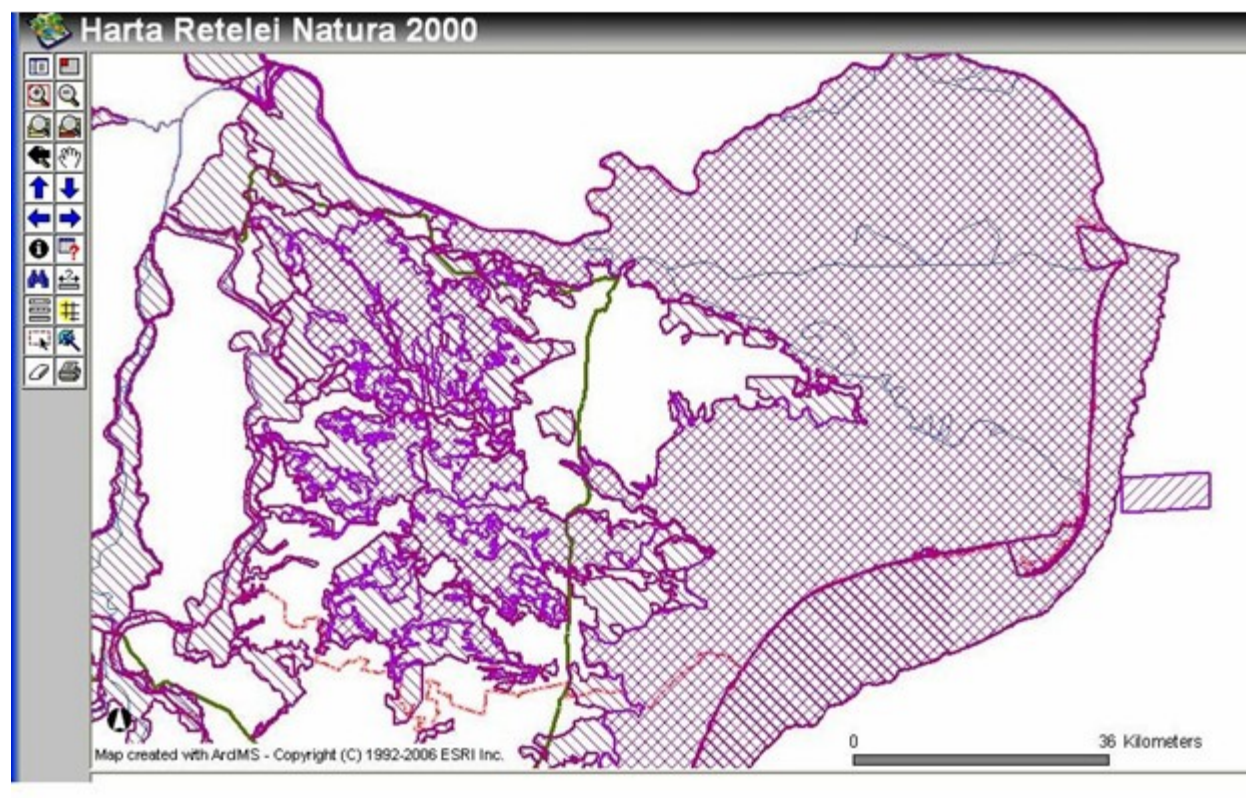 Harta Retelei Natura 2000
0 36 Kilometers
Map created with ArcIMS - Copyright (C) 1992-2006 ESRI Inc.